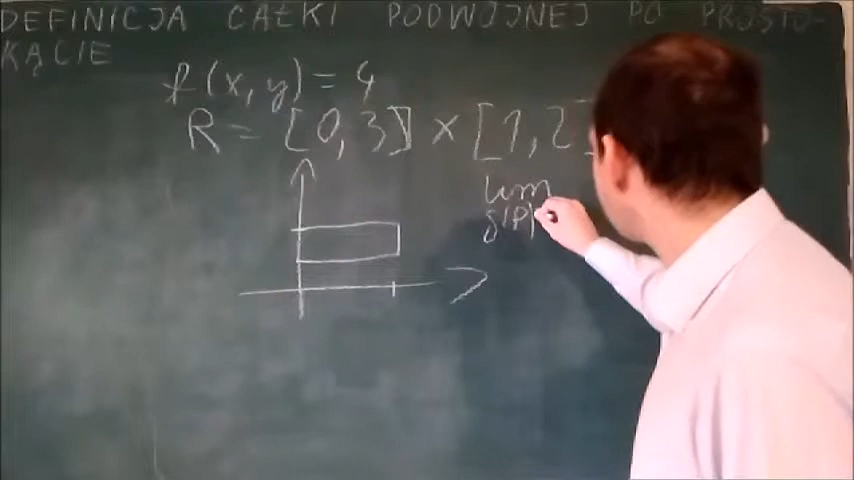 DEFINICJA CAŁKI PODWÓJNEJ PO PROSTO-
KĄCIE
f(x,y) = 4
R = [0,3] × [1,2]
lim
δ(P)